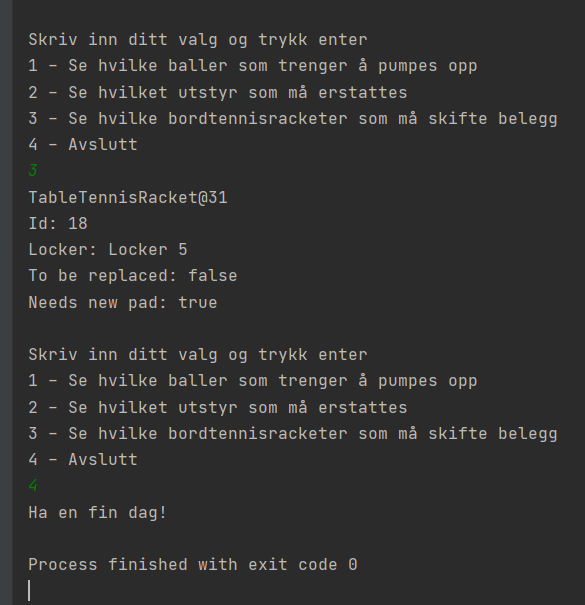 Skriv inn ditt valg og trykk enter
1 - Se hvilke baller som trenger å pumpes opp
2 - Se hvilket utstyr som må erstattes
3 - Se hvilke bordtennisracketer som må skifte belegg
4 - Avslutt
3
TableTennisRacket@31
Id: 18
Locker: Locker 5
To be replaced: false
Needs new pad: true
Skriv inn ditt valg og trykk enter
1 - Se hvilke baller som trenger å pumpes opp
2 - Se hvilket utstyr som må erstattes
3 - Se hvilke bordtennisracketer som må skifte belegg
4 - Avslutt
4
Ha en fin dag!
Process finished with exit code 0